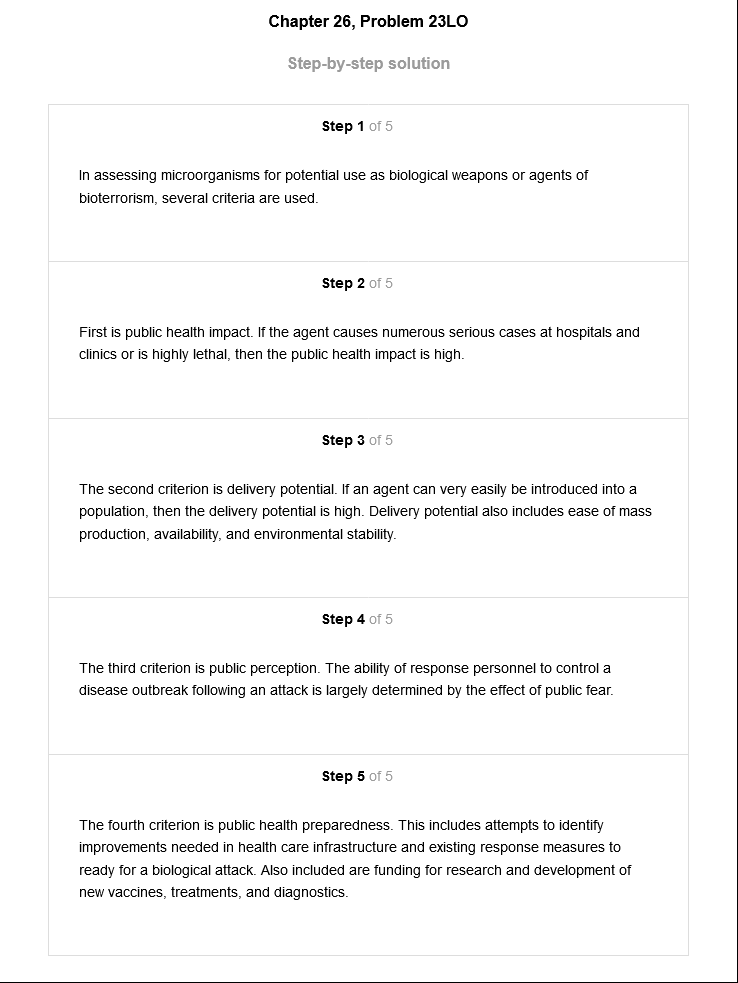 Chapter 26, Problem 23LO
Step-by-step solution
Step 1 of 5
In assessing microorganisms for potential use as biological weapons or agents of
bioterrorism, several criteria are used.
Step 2 of 5
First is public health impact. If the agent causes numerous serious cases at hospitals and
clinics or is highly lethal, then the public health impact is high.
Step 3 of 5
The second criterion is delivery potential. If an agent can very easily be introduced into a
population, then the delivery potential is high. Delivery potential also includes ease of mass
production, availability, and environmental stability.
Step 4 of 5
The third criterion is public perception. The ability of response personnel to control a
disease outbreak following an attack is largely determined by the effect of public fear.
Step 5 of 5
The fourth criterion is public health preparedness. This includes attempts to identify
improvements needed in health care infrastructure and existing response measures to
ready for a biological attack. Also included are funding for research and development of
new vaccines, treatments, and diagnostics.